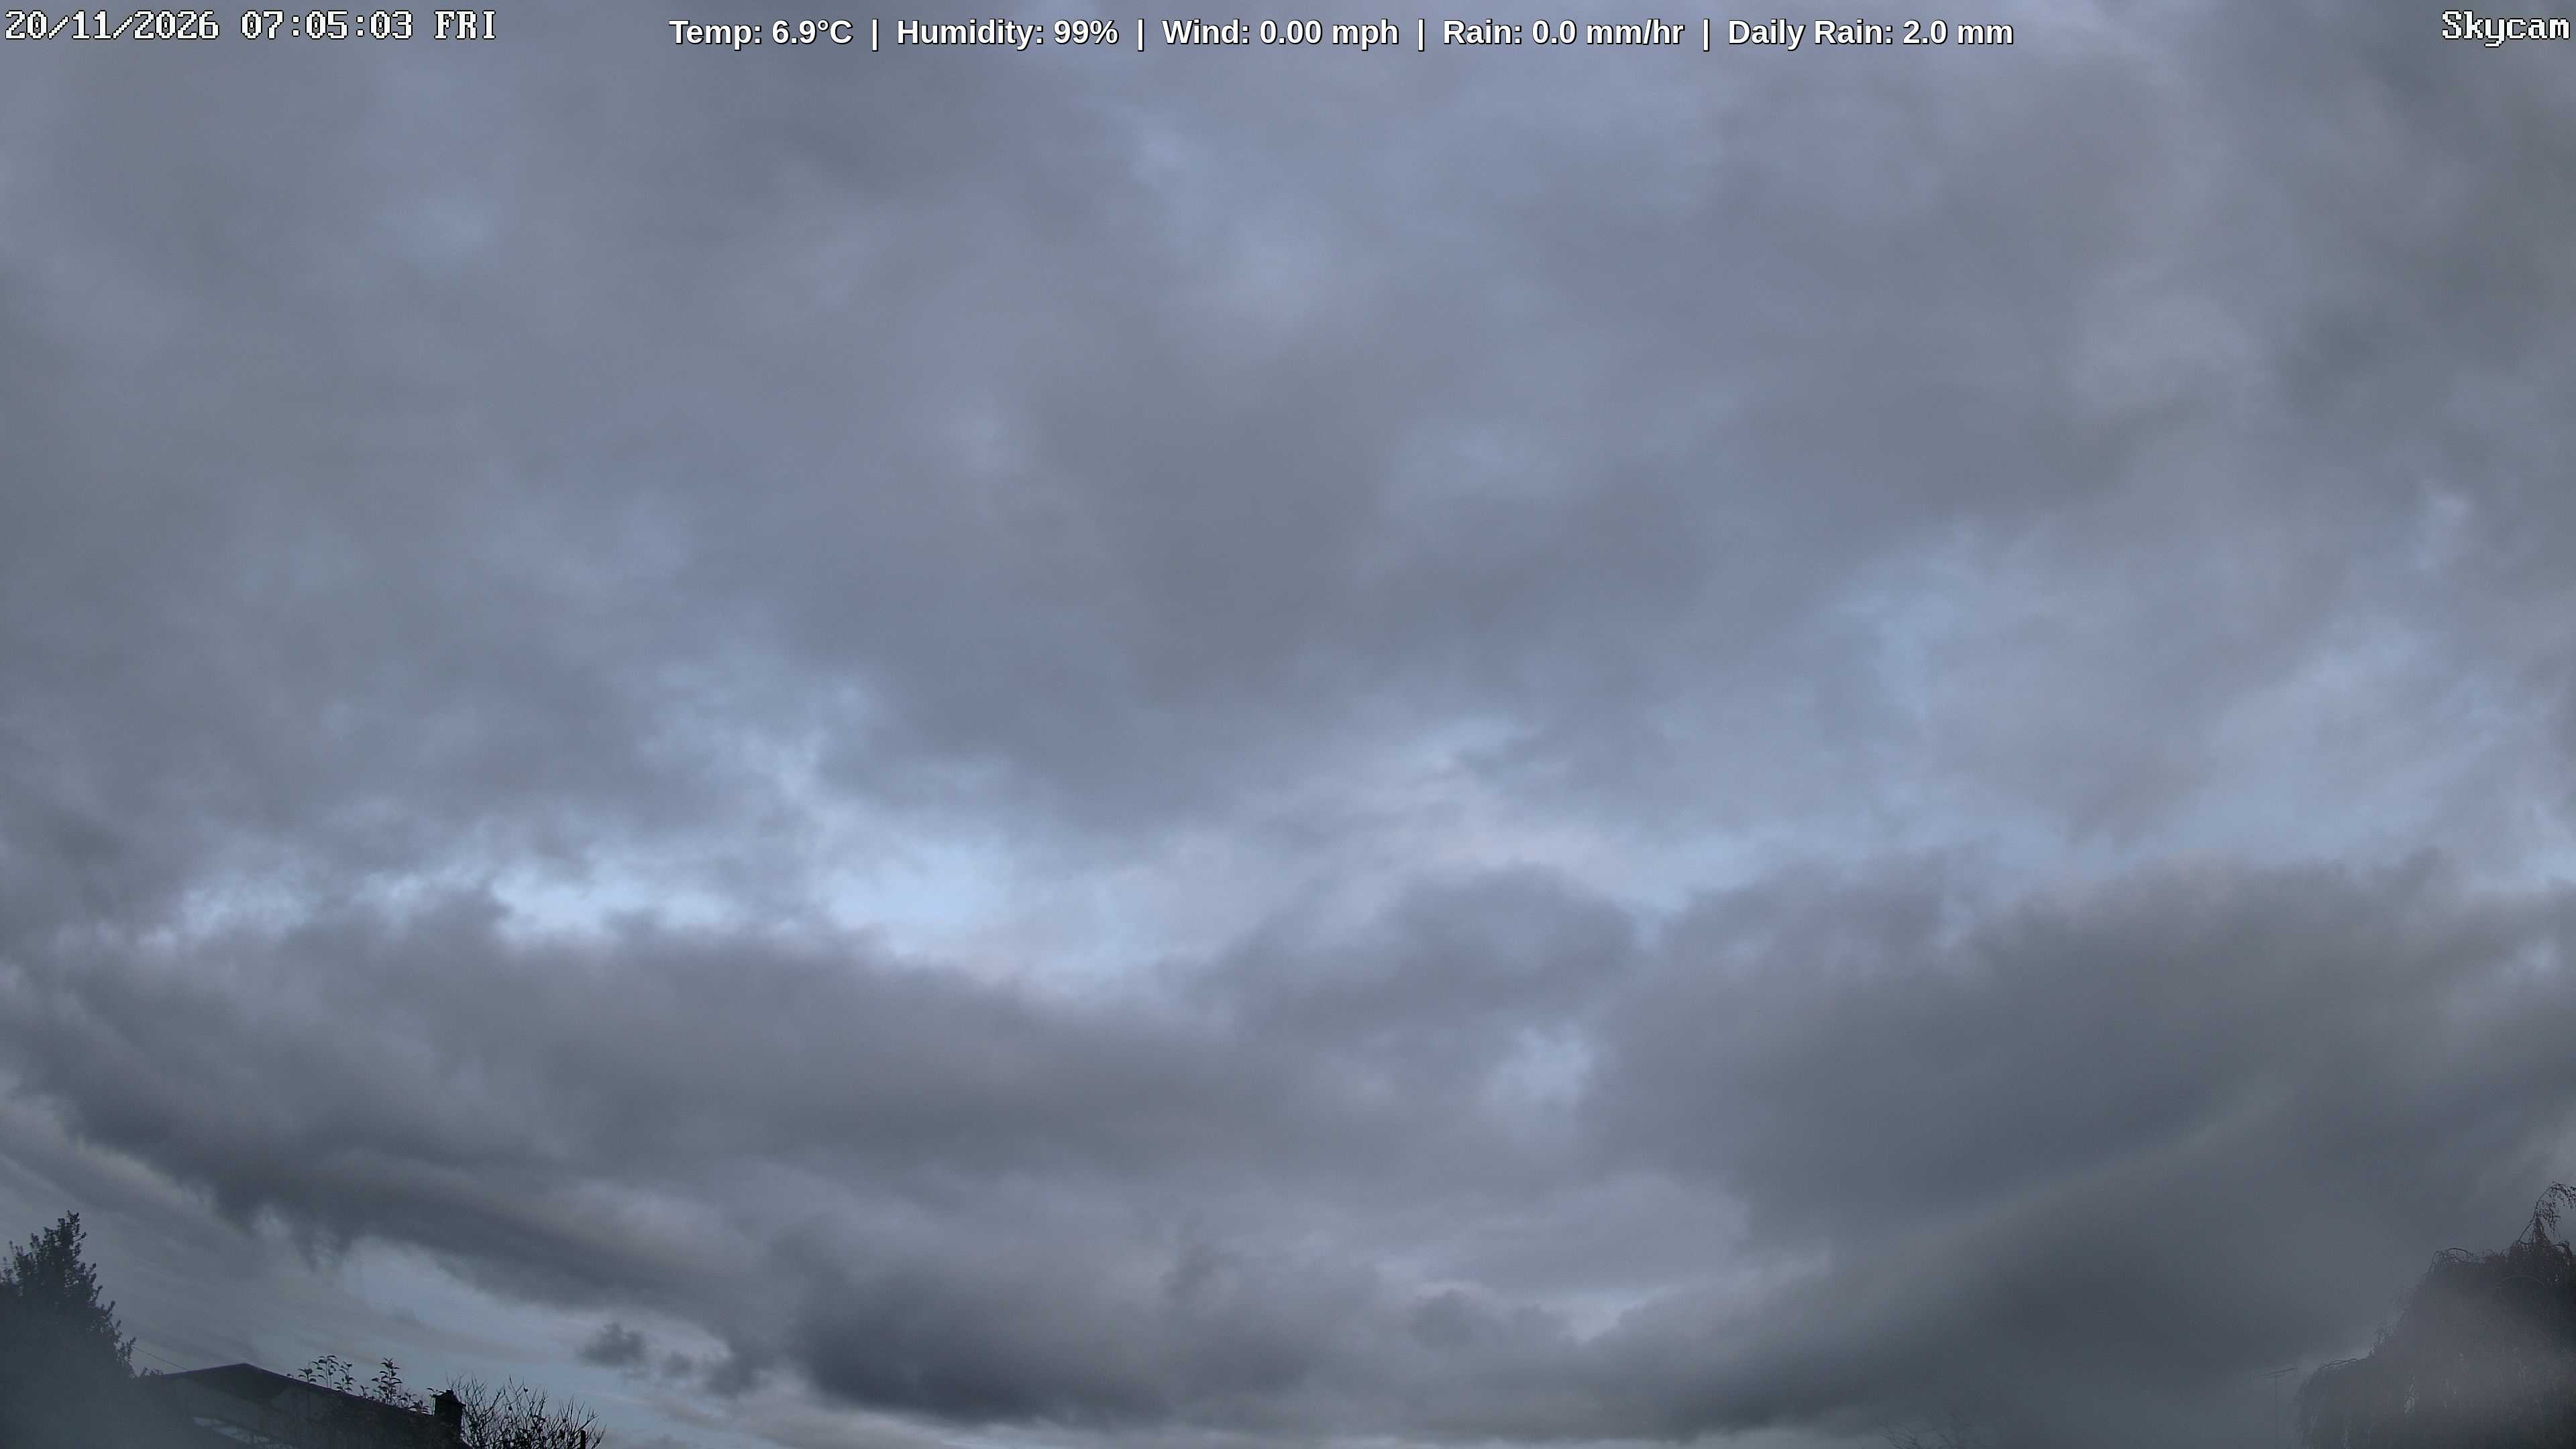 20/11/2026 07:05:03 FRI
Temp: 6.9°C | Humidity: 99% | Wind: 0.00 mph | Rain: 0.0 mm/hr | Daily Rain: 2.0 mm
Skycam